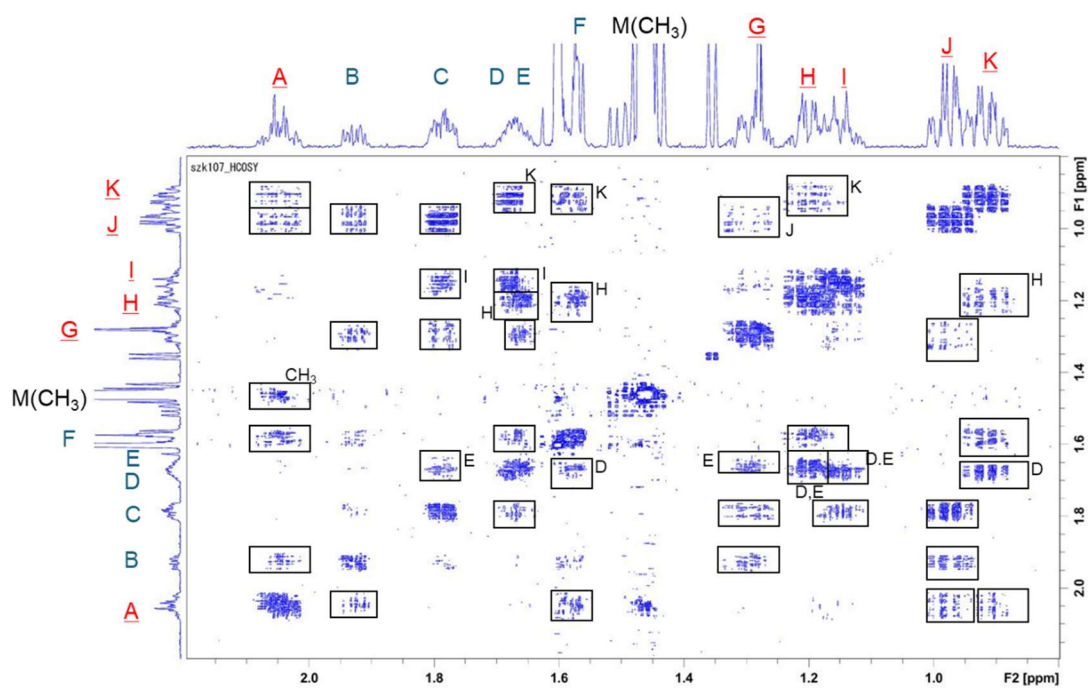 F M(CH₃) G
A B C D E H I J K
szk107_HCOSY
K
J
I
H
G
M(CH₃)
F
E
D
C
B
A
K
K
K
J
I
I
H
H
H
CH₃
E
D
E
D,E
D.E
D
F1 [ppm]
1.0
1.2
1.4
1.6
1.8
2.0
2.0 1.8 1.6 1.4 1.2 1.0 F2 [ppm]